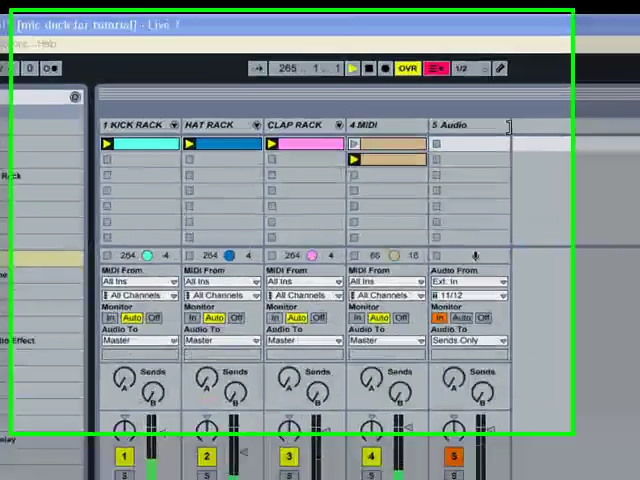 [mic duck for tutorial] - Live 7
Help
0
265 . 1 . 1
OVR
1/2
1 KICK RACK
HAT RACK
CLAP RACK
4 MIDI
5 Audio
Rack
264 4
264 4
264 4
66 16
MIDI From
MIDI From
MIDI From
MIDI From
Audio From
All Ins
All Ins
All Ins
All Ins
Ext. In
All Channels
All Channels
All Channels
All Channels
11/12
Monitor
Monitor
Monitor
Monitor
Monitor
In Auto Off
In Auto Off
In Auto Off
In Auto Off
In Auto Off
Audio To
Audio To
Audio To
Audio To
Audio To
Master
Master
Master
Master
Sends Only
Effect
Sends
Sends
Sends
Sends
Sends
A
B
A
B
A
B
A
B
A
B
1
2
3
4
5
S
S
S
S
S